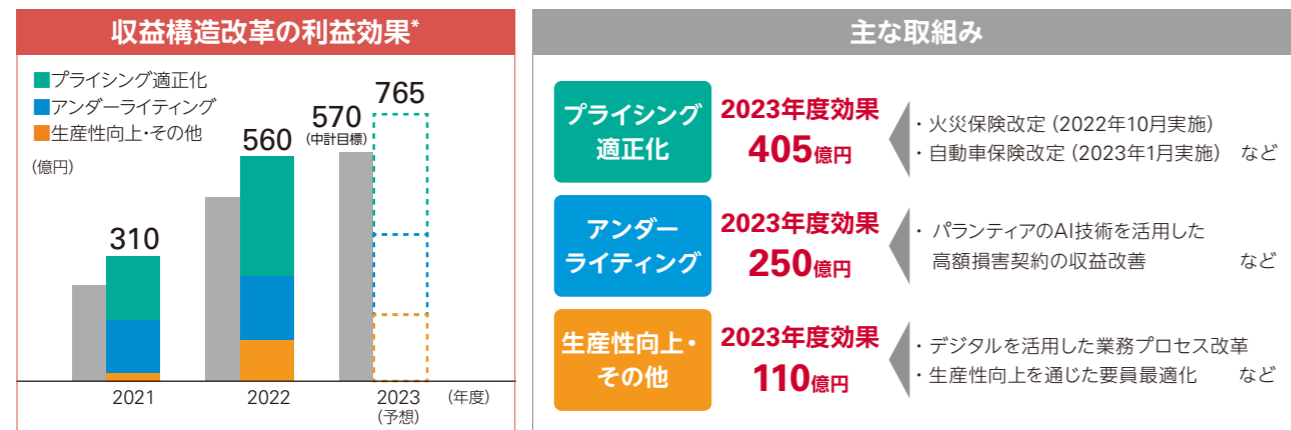 収益構造改革の利益効果*
プライシング適正化
アンダーライティング
生産性向上・その他
(億円)
310
560
570
(中計目標)
765
2021
2022
2023
(予想)
(年度)
主な取組み
プライシング
適正化
2023年度効果
405億円
・火災保険改定(2022年10月実施)
・自動車保険改定(2023年1月実施) など
アンダー
ライティング
2023年度効果
250億円
・パランティアのAI技術を活用した
高額損害契約の収益改善 など
生産性向上・
その他
2023年度効果
110億円
・デジタルを活用した業務プロセス改革
・生産性向上を通じた要員最適化 など